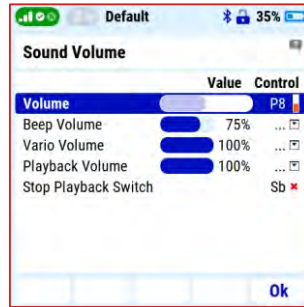 Default 35%
Sound Volume
Value Control
Volume P8
Beep Volume 75% ...
Vario Volume 100% ...
Playback Volume 100% ...
Stop Playback Switch Sb
Ok